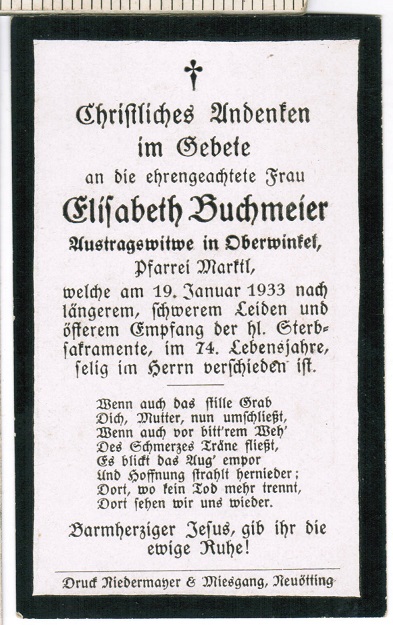 Christliches Andenken
im Gebete
an die ehrengeachtete Frau
Elisabeth Buchmeier
Austragswitwe in Oberwinkel,
Pfarrei Marktl,
welche am 19. Januar 1933 nach
längerem, schwerem Leiden und
öfterem Empfang der hl. Sterb-
sakramente, im 74. Lebensjahre,
selig im Herrn verschieden ist.
Wenn auch das stille Grab
Dich, Mutter, nun umschließt,
Wenn auch vor bitt'rem Weh'
Des Schmerzes Träne fließt,
Es blickt das Aug' empor
Und Hoffnung strahlt hernieder;
Dort, wo kein Tod mehr trennt,
Dort sehen wir uns wieder.
Barmherziger Jesus, gib ihr die
ewige Ruhe!
Druck Niedermayer & Miesgang, Neuötting